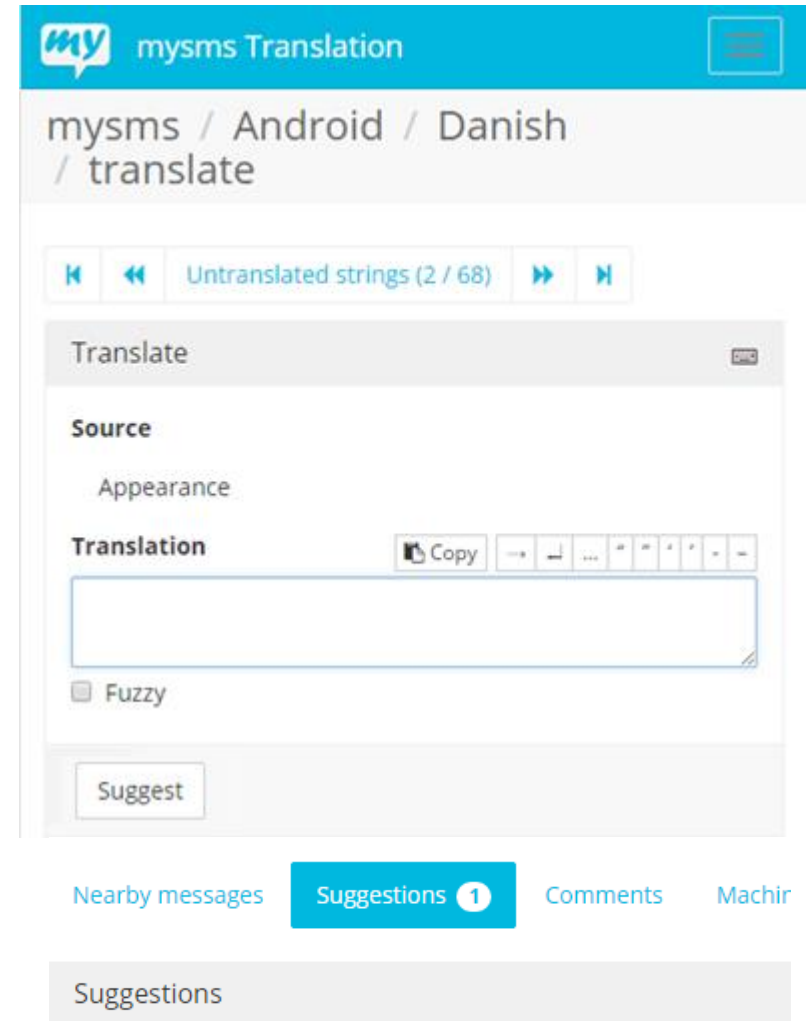 my mysms Translation
mysms / Android / Danish
/ translate
Untranslated strings (2 / 68)
Translate
Source
Appearance
Translation
Copy → ↵ … “ ” ‘ ’ - –
Fuzzy
Suggest
Nearby messages Suggestions 1 Comments Machin
Suggestions